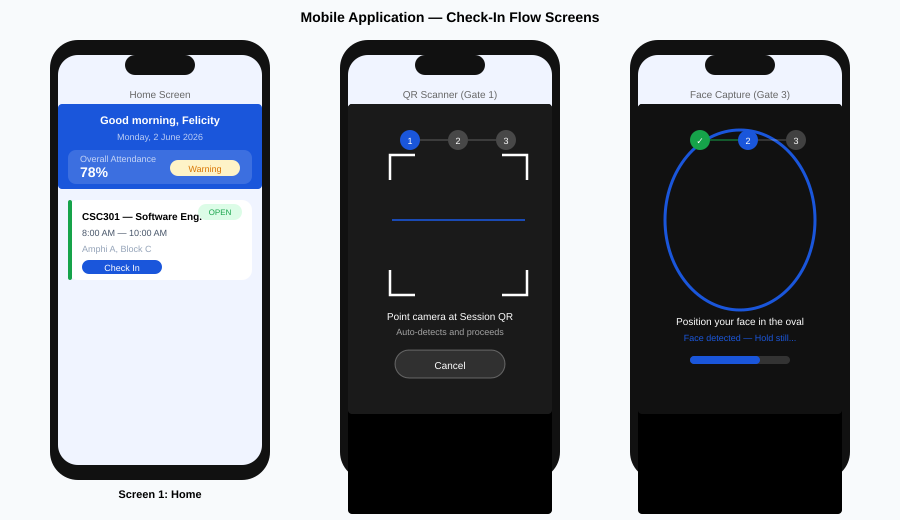 Mobile Application — Check-In Flow Screens
Home Screen
Good morning, Felicity
Monday, 2 June 2026
Overall Attendance
78%
Warning
CSC301 — Software Eng.
OPEN
8:00 AM — 10:00 AM
Amphi A, Block C
Check In
Screen 1: Home
QR Scanner (Gate 1)
1 2 3
Point camera at Session QR
Auto-detects and proceeds
Cancel
Face Capture (Gate 3)
✓ 2 3
Position your face in the oval
Face detected — Hold still...